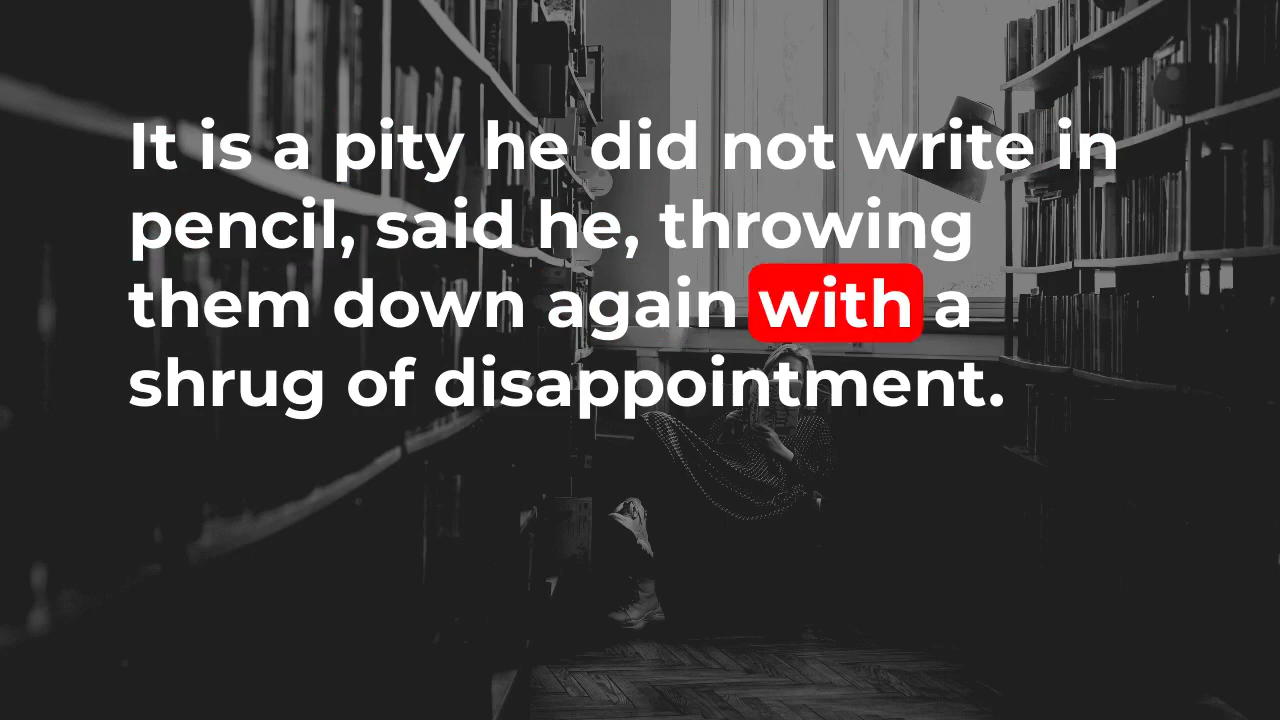 It is a pity he did not write in
pencil, said he, throwing
them down again with a
shrug of disappointment.